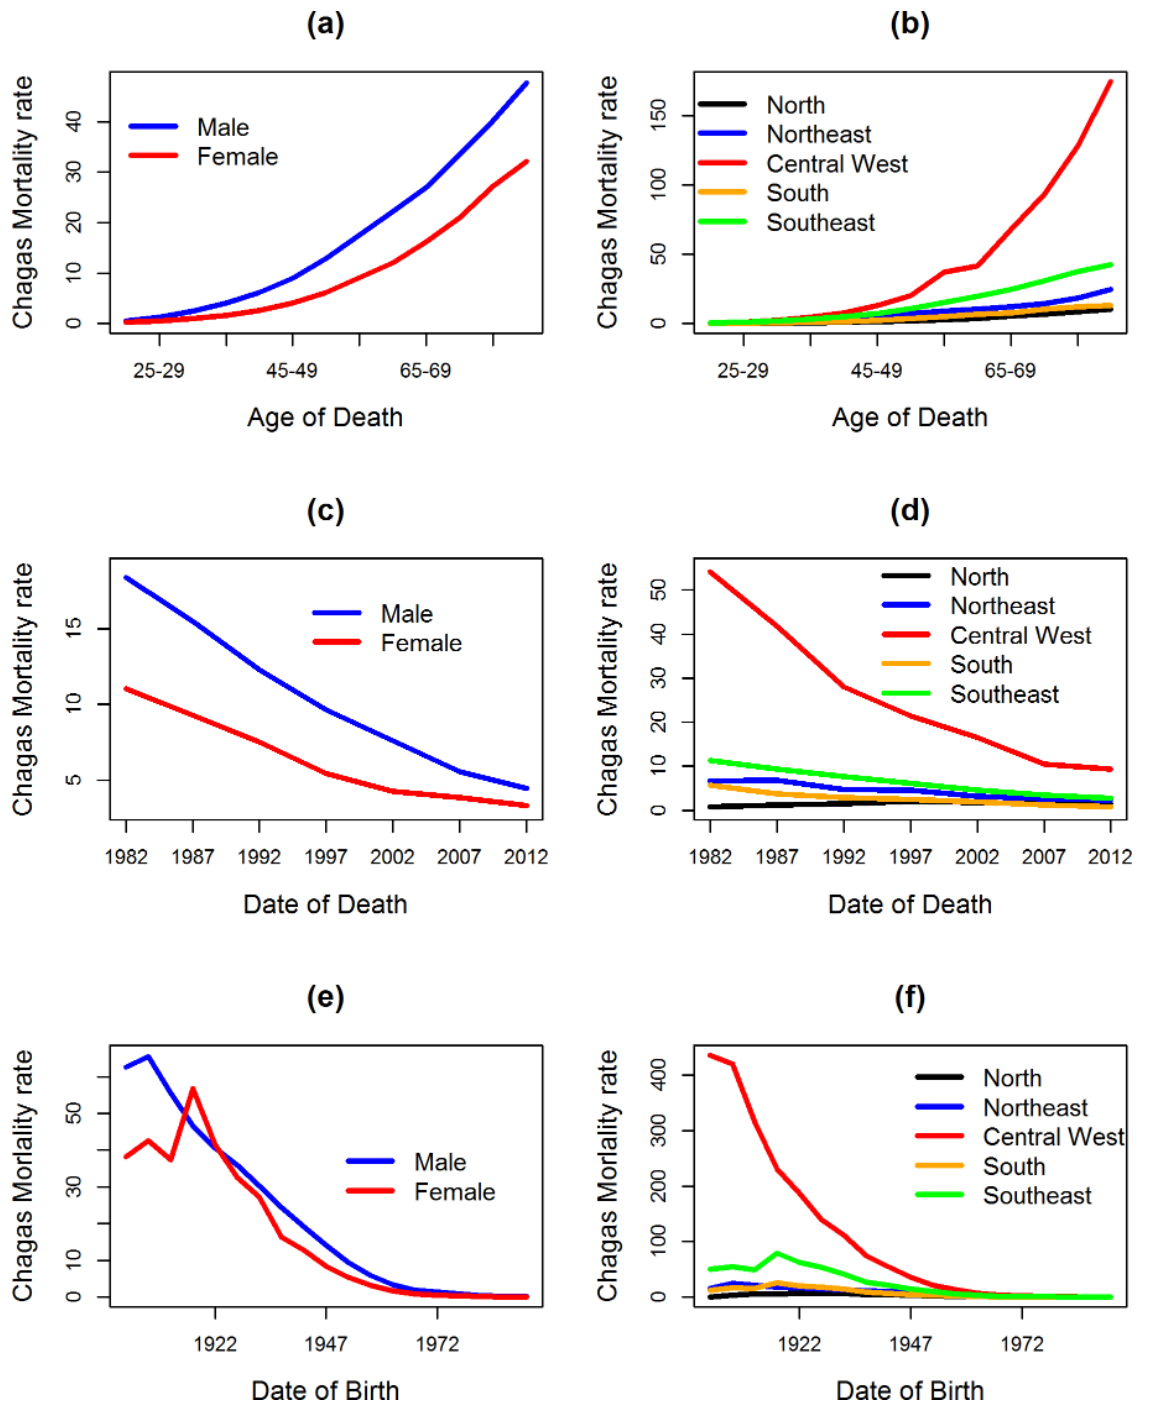 (a)
Chagas Mortality rate
0 10 20 30 40
Male
Female
25-29 45-49 65-69
Age of Death
(b)
Chagas Mortality rate
0 50 100 150
North
Northeast
Central West
South
Southeast
25-29 45-49 65-69
Age of Death
(c)
Chagas Mortality rate
5 10 15
Male
Female
1982 1987 1992 1997 2002 2007 2012
Date of Death
(d)
Chagas Mortality rate
0 10 20 30 40 50
North
Northeast
Central West
South
Southeast
1982 1987 1992 1997 2002 2007 2012
Date of Death
(e)
Chagas Morlality rate
0 10 30 50
Male
Female
1922 1947 1972
Date of Birth
(f)
Chagas Morlality rate
0 100 200 300 400
North
Northeast
Central West
South
Southeast
1922 1947 1972
Date of Birth